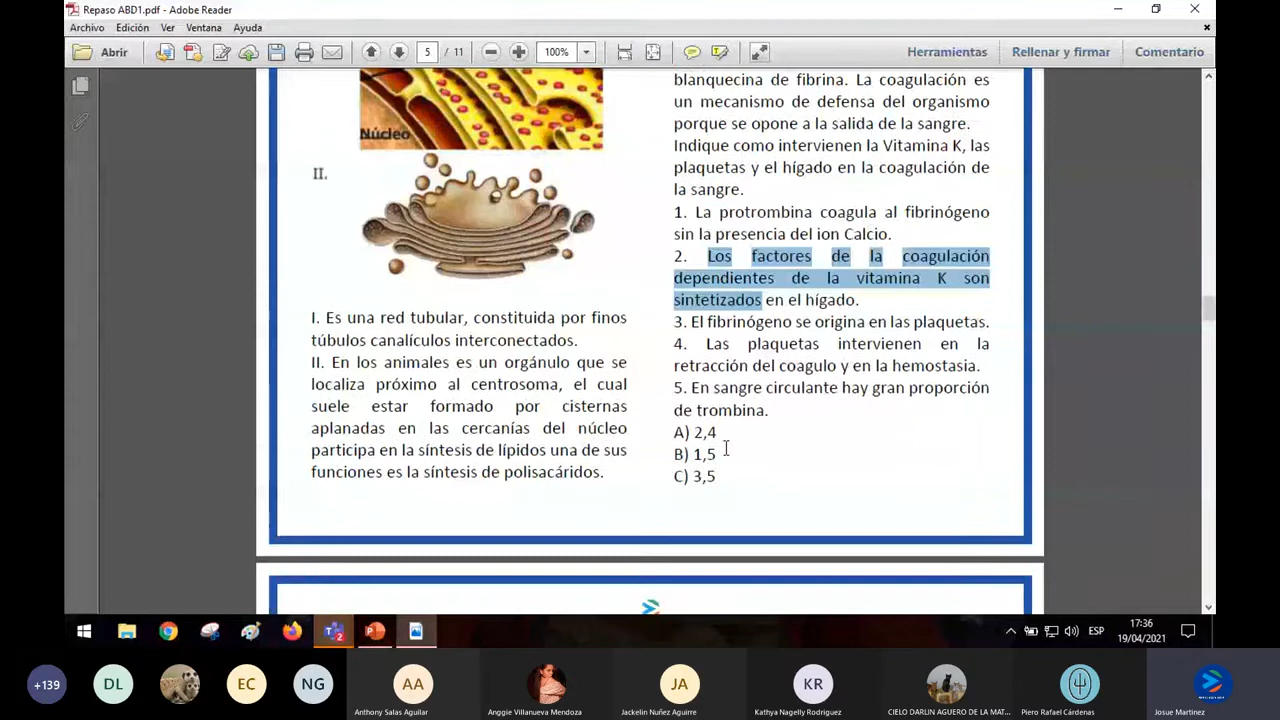 Repaso ABD1.pdf - Adobe Reader
Archivo Edición Ver Ventana Ayuda
Abrir 5 / 11 100% Herramientas Rellenar y firmar Comentario
Núcleo
II.
I. Es una red tubular, constituida por finos
túbulos canalículos interconectados.
II. En los animales es un orgánulo que se
localiza próximo al centrosoma, el cual
suele estar formado por cisternas
aplanadas en las cercanías del núcleo
participa en la síntesis de lípidos una de sus
funciones es la síntesis de polisacáridos.
blanquecina de fibrina. La coagulación es
un mecanismo de defensa del organismo
porque se opone a la salida de la sangre.
Indique como intervienen la Vitamina K, las
plaquetas y el hígado en la coagulación de
la sangre.
1. La protrombina coagula al fibrinógeno
sin la presencia del ion Calcio.
2. Los factores de la coagulación
dependientes de la vitamina K son
sintetizados en el hígado.
3. El fibrinógeno se origina en las plaquetas.
4. Las plaquetas intervienen en la
retracción del coagulo y en la hemostasia.
5. En sangre circulante hay gran proporción
de trombina.
A) 2,4
B) 1,5
C) 3,5
ESP
17:36
19/04/2021
+139 DL EC NG AA JA KR
Anthony Salas Aguilar Anggie Villanueva Mendoza Jackelin Nuñez Aguirre Kathya Nagelly Rodriguez CIELO DARLIN AGUERO DE LA MAT... Piero Rafael Cárdenas Josue Martinez